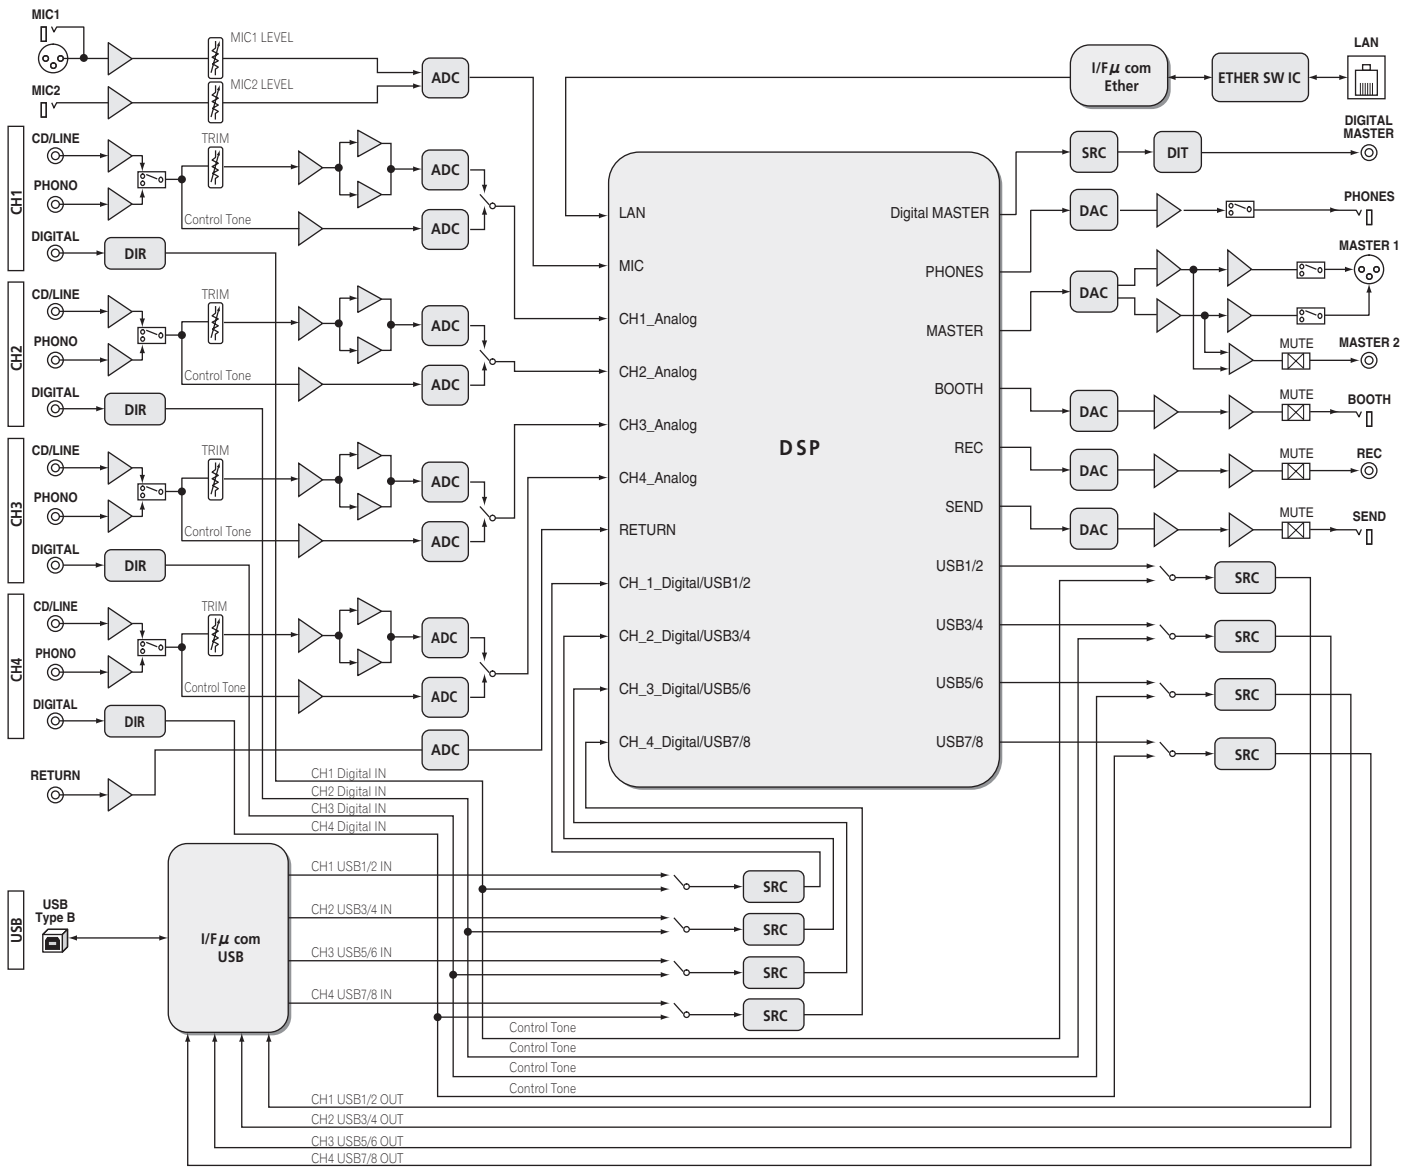 MIC1
MIC1 LEVEL
MIC2
MIC2 LEVEL
ADC
CH1
CD/LINE
PHONO
DIGITAL
TRIM
Control Tone
DIR
ADC
ADC
CH2
CD/LINE
PHONO
DIGITAL
TRIM
Control Tone
DIR
ADC
ADC
CH3
CD/LINE
PHONO
DIGITAL
TRIM
Control Tone
DIR
ADC
ADC
CH4
CD/LINE
PHONO
DIGITAL
TRIM
Control Tone
DIR
ADC
ADC
RETURN
ADC
DSP
LAN
MIC
CH1_Analog
CH2_Analog
CH3_Analog
CH4_Analog
RETURN
CH_1_Digital/USB1/2
CH_2_Digital/USB3/4
CH_3_Digital/USB5/6
CH_4_Digital/USB7/8
Digital MASTER
PHONES
MASTER
BOOTH
REC
SEND
USB1/2
USB3/4
USB5/6
USB7/8
I/F μ com
Ether
ETHER SW IC
LAN
SRC
DIT
DIGITAL
MASTER
DAC
PHONES
DAC
MASTER 1
MUTE
MASTER 2
DAC
MUTE
BOOTH
DAC
MUTE
REC
DAC
MUTE
SEND
SRC
SRC
SRC
SRC
CH1 Digital IN
CH2 Digital IN
CH3 Digital IN
CH4 Digital IN
USB
USB
Type B
I/F μ com
USB
CH1 USB1/2 IN
SRC
CH2 USB3/4 IN
SRC
CH3 USB5/6 IN
SRC
CH4 USB7/8 IN
SRC
Control Tone
Control Tone
Control Tone
Control Tone
CH1 USB1/2 OUT
CH2 USB3/4 OUT
CH3 USB5/6 OUT
CH4 USB7/8 OUT